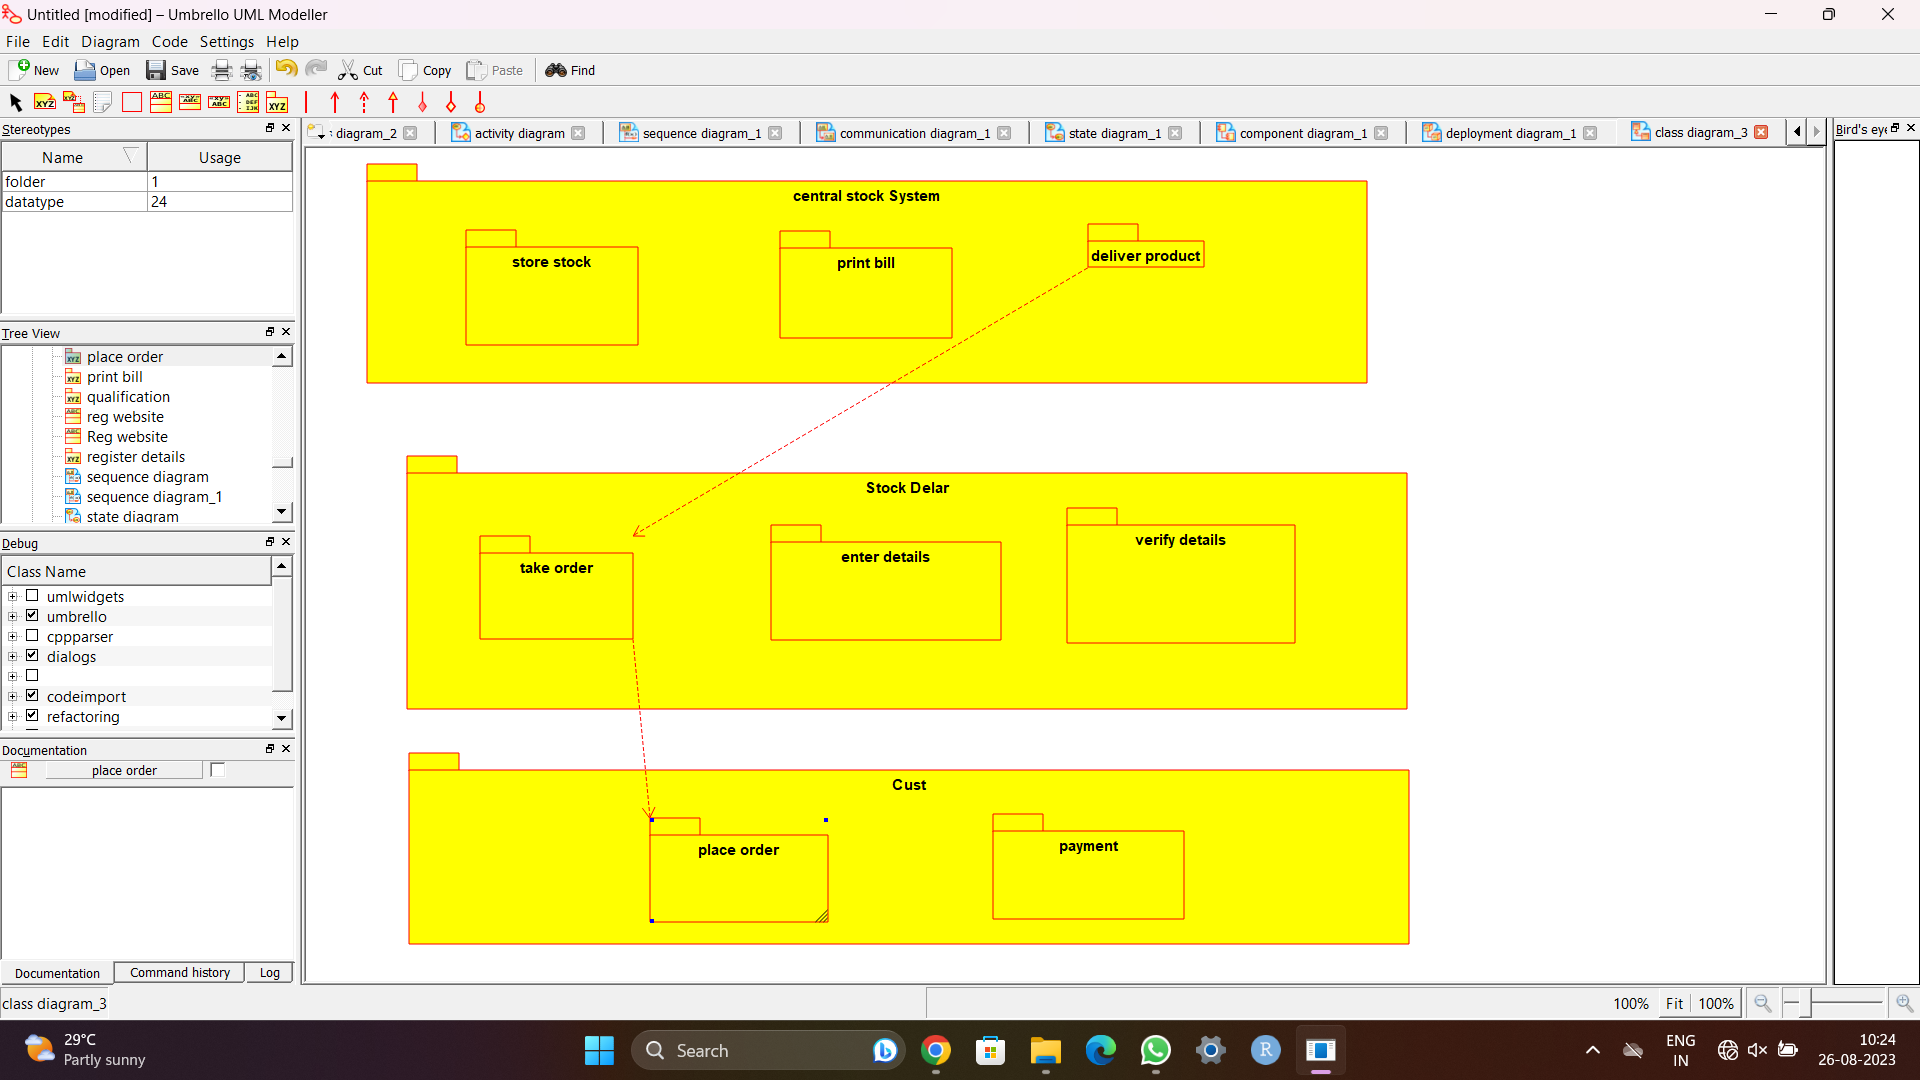 Untitled [modified] – Umbrello UML Modeller
File Edit Diagram Code Settings Help
New Open Save Cut Copy Paste Find
Stereotypes
Name Usage
folder 1
datatype 24
Tree View
place order
print bill
qualification
reg website
Reg website
register details
sequence diagram
sequence diagram_1
state diagram
Debug
Class Name
umlwidgets
umbrello
cppparser
dialogs
codeimport
refactoring
Documentation
place order
Documentation Command history Log
class diagram_3
: diagram_2 activity diagram sequence diagram_1 communication diagram_1 state diagram_1 component diagram_1 deployment diagram_1 class diagram_3
Bird's eye
central stock System
store stock
print bill
deliver product
Stock Delar
take order
enter details
verify details
Cust
place order
payment
100% Fit 100%
29°C
Partly sunny
Search
ENG
IN
10:24
26-08-2023